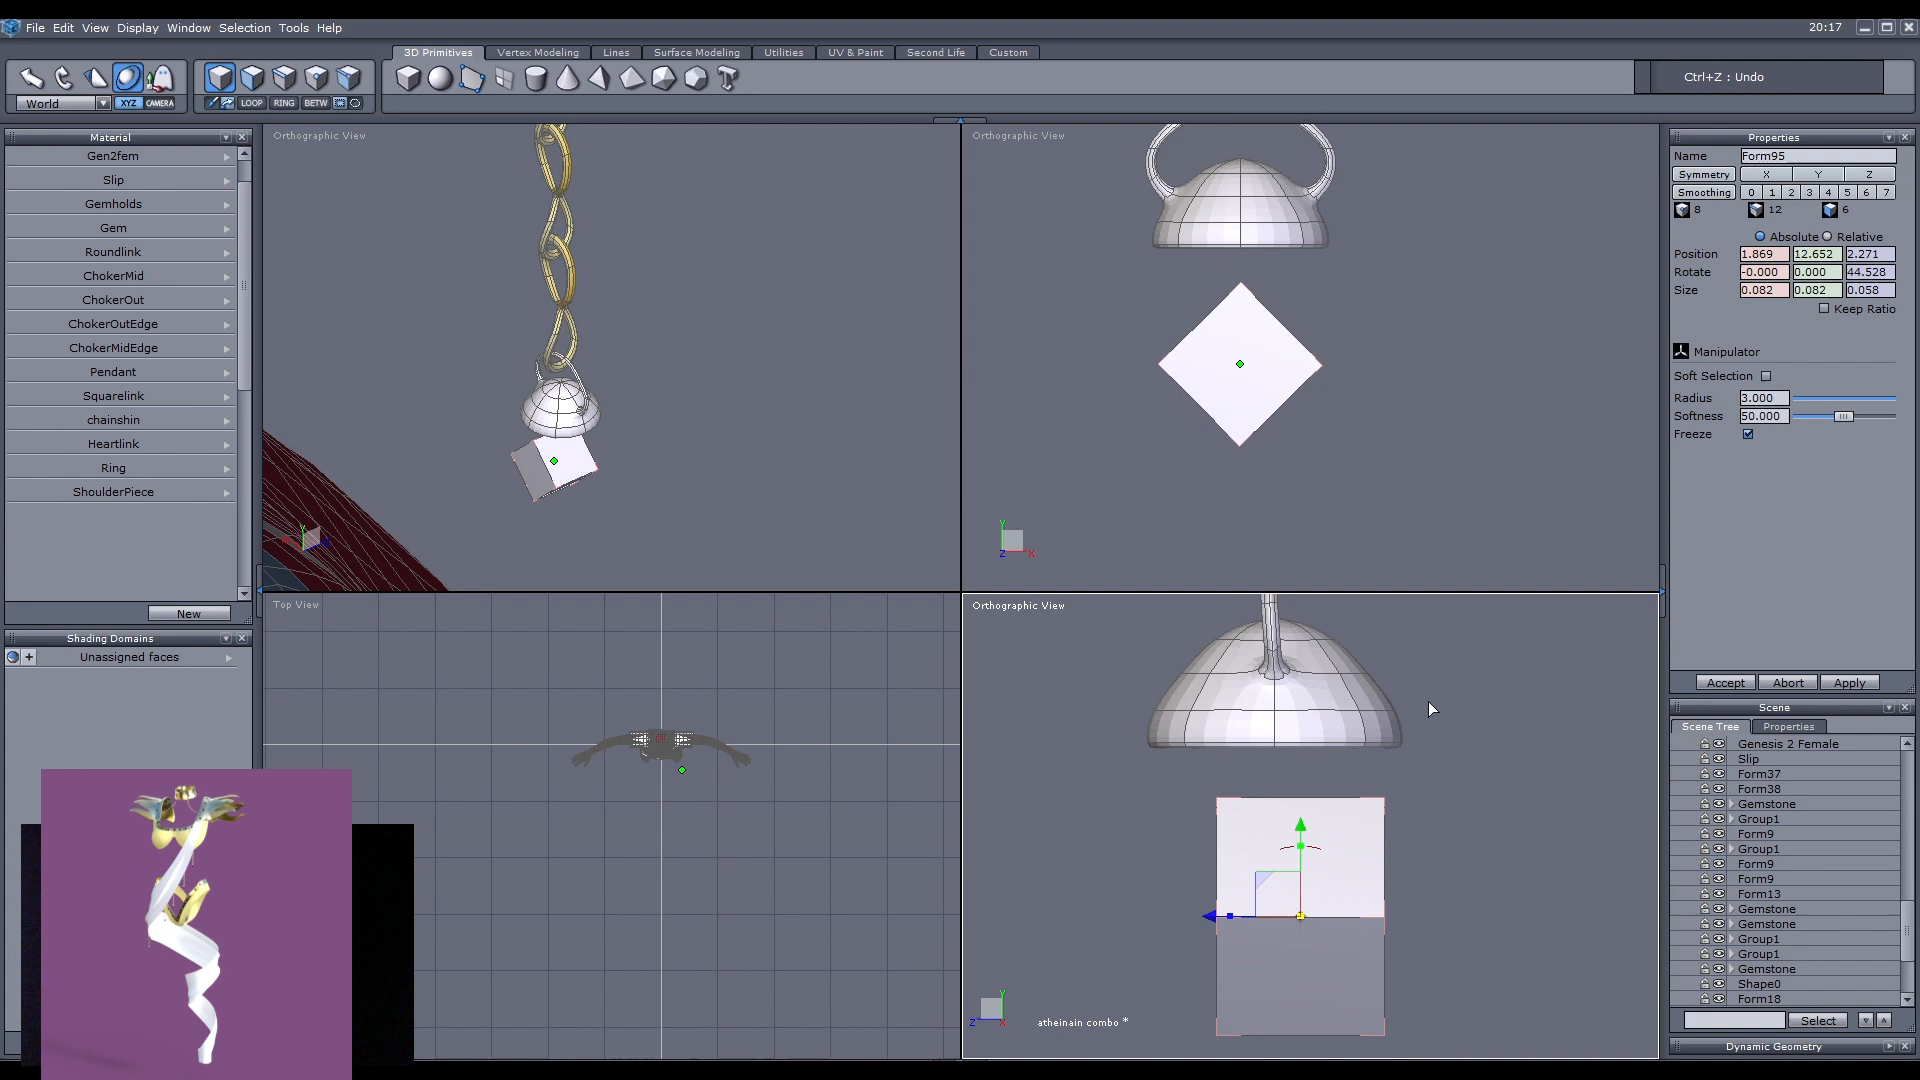 File Edit View Display Window Selection Tools Help
20:17
3D Primitives Vertex Modeling Lines Surface Modeling Utilities UV & Paint Second Life Custom
Ctrl+Z : Undo
World XYZ CAMERA LOOP RING BETW
Material
Gen2fem
Slip
Gemholds
Gem
Roundlink
ChokerMid
ChokerOut
ChokerOutEdge
ChokerMidEdge
Pendant
Squarelink
chainshin
Heartlink
Ring
ShoulderPiece
New
Shading Domains
Unassigned faces
Orthographic View
Y
Orthographic View
Y
Z X
Top View
Orthographic View
Y
Z X
atheinain combo *
Properties
Name Form95
Symmetry X Y Z
Smoothing 0 1 2 3 4 5 6 7
8 12 6
Absolute Relative
Position 1.869 12.652 2.271
Rotate -0.000 0.000 44.528
Size 0.082 0.082 0.058
Keep Ratio
Manipulator
Soft Selection
Radius 3.000
Softness 50.000
Freeze
Accept Abort Apply
Scene
Scene Tree Properties
Genesis 2 Female
Slip
Form37
Form38
Gemstone
Group1
Form9
Group1
Form9
Form9
Form13
Gemstone
Gemstone
Group1
Group1
Gemstone
Shape0
Form18
Select
Dynamic Geometry